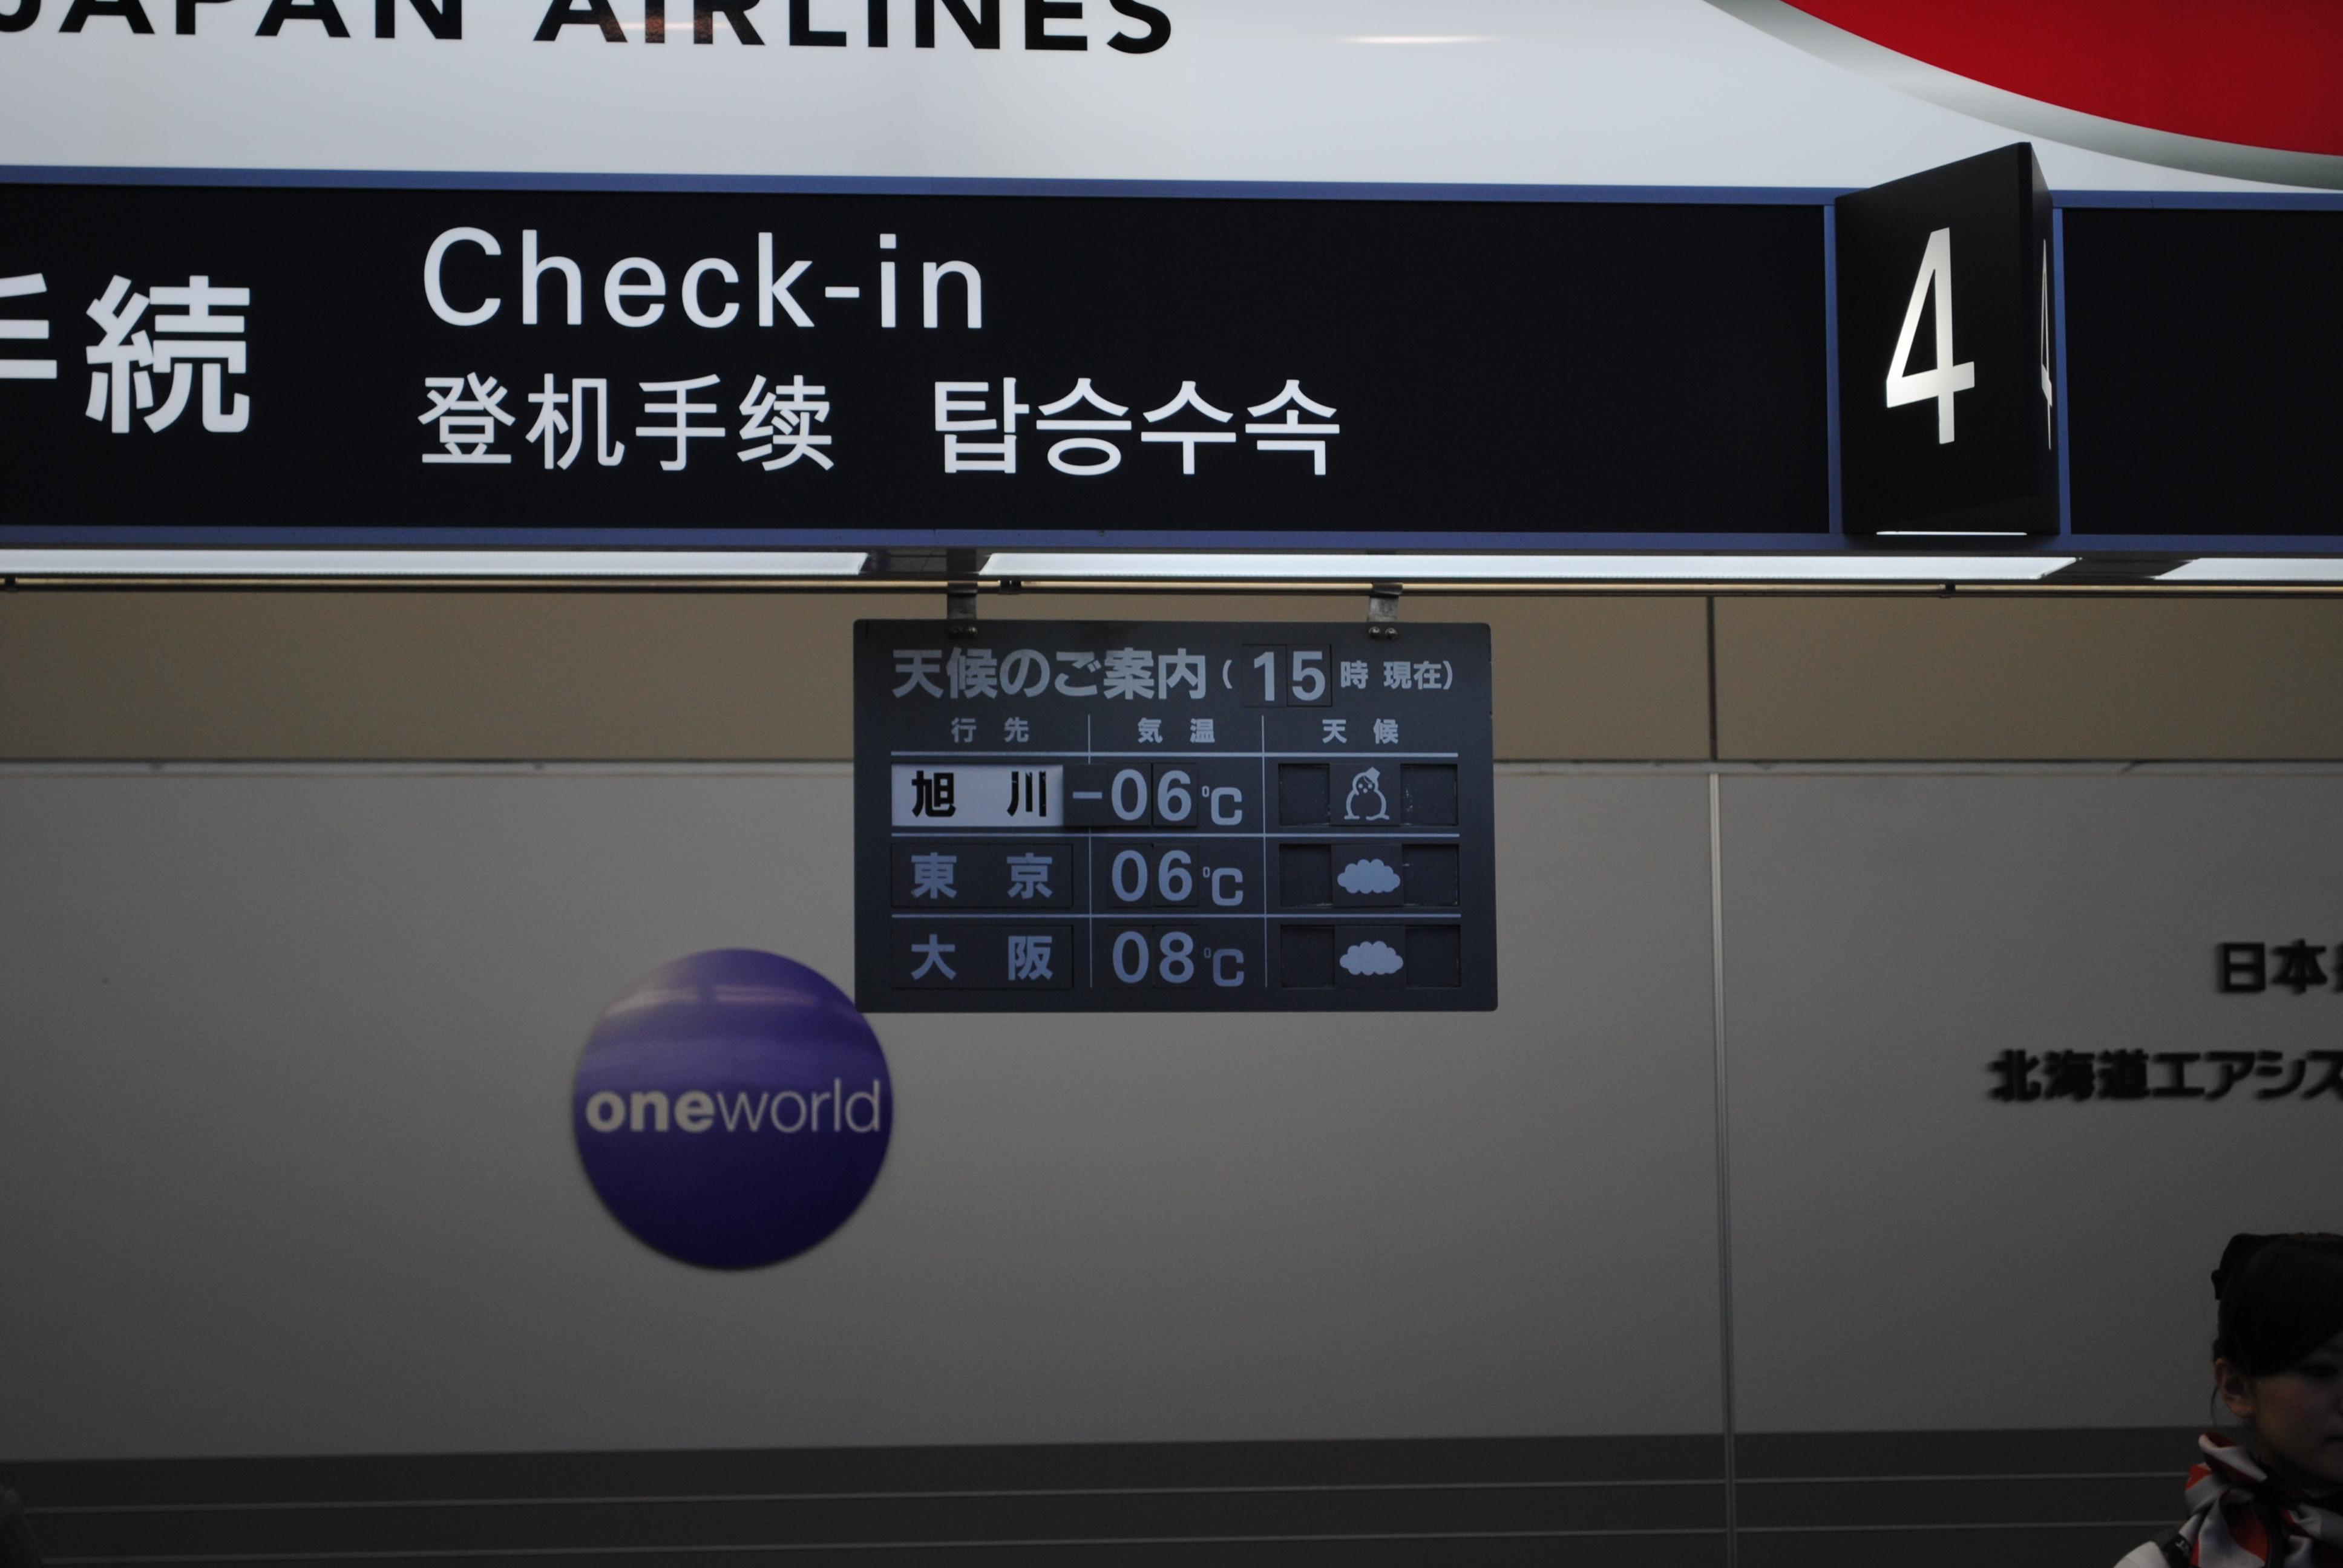 JAPAN AIRLINES
手続
Check-in
登机手续 탑승수속
4
4
天候のご案内(15時 現在)
行先 気温 天候
旭川 -06℃
東京 06℃
大阪 08℃
oneworld
日本
北海道エアシス